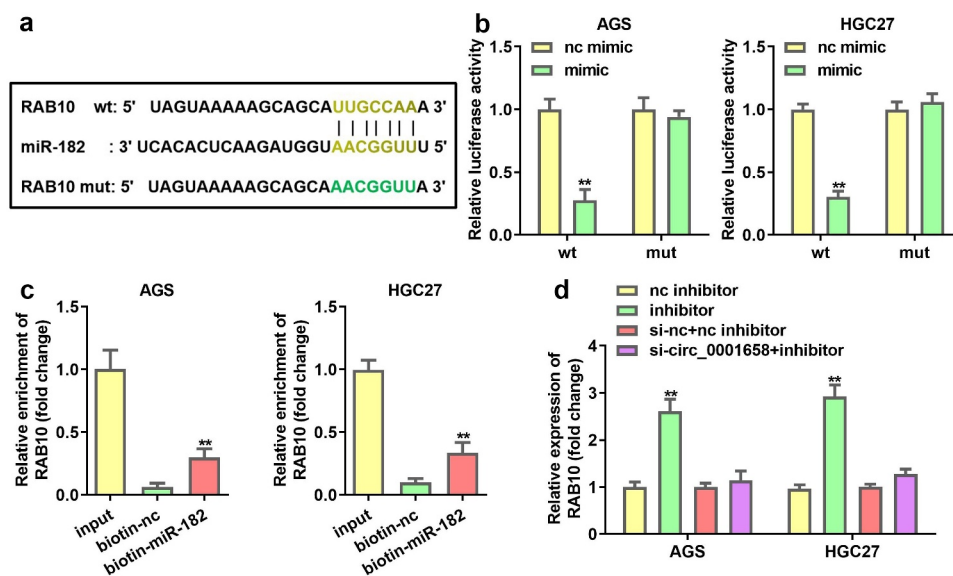 a
RAB10 wt: 5' UAGUAAAAAGCAGCAUUGCCAAA 3'
miR-182 : 3' UCACACUCAAGAUGGUAACGGUUU 5'
RAB10 mut: 5' UAGUAAAAAGCAGCAAACGGUUA 3'
b
AGS
nc mimic
mimic
Relative luciferase activity
1.5
1.0
0.5
0.0
**
wt mut
HGC27
nc mimic
mimic
Relative luciferase activity
1.5
1.0
0.5
0.0
**
wt mut
c
AGS
Relative enrichment of
RAB10 (fold change)
1.5
1.0
0.5
0.0
**
input
biotin-nc
biotin-miR-182
HGC27
Relative enrichment of
RAB10 (fold change)
1.5
1.0
0.5
0.0
**
input
biotin-nc
biotin-miR-182
d
nc inhibitor
inhibitor
si-nc+nc inhibitor
si-circ_0001658+inhibitor
Relative expression of
RAB10 (fold change)
4
3
2
1
0
**
**
AGS HGC27